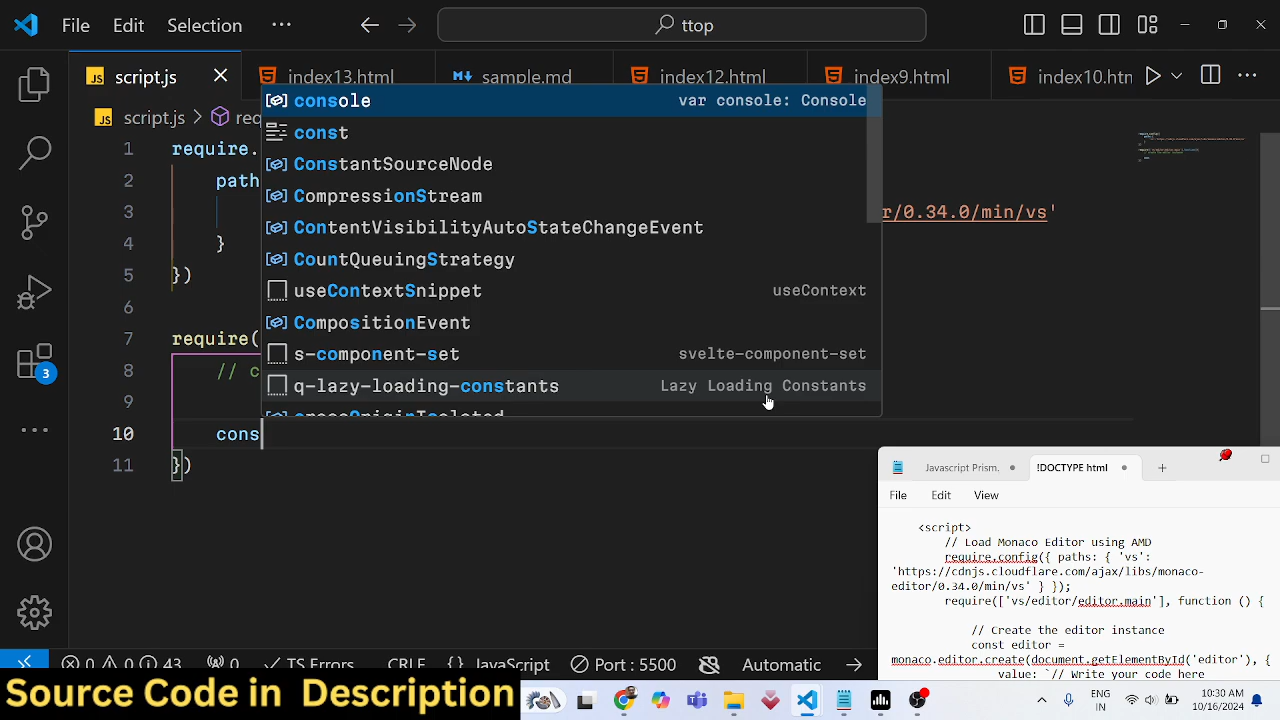 File Edit Selection ··· ttop
script.js index13.html sample.md index12.html index9.html index10.htn
script.js > req
1 require.
2 path
3 r/0.34.0/min/vs'
4 }
5 })
6
7 require(
8 // c
9
10 cons
11 })
console var console: Console
const
ConstantSourceNode
CompressionStream
ContentVisibilityAutoStateChangeEvent
CountQueuingStrategy
useContextSnippet useContext
CompositionEvent
s-component-set svelte-component-set
q-lazy-loading-constants Lazy Loading Constants
crossOriginIsolated
3
Javascript Prism. !DOCTYPE html
File Edit View
<script>
// Load Monaco Editor using AMD
require.config({ paths: { 'vs':
'https://cdnjs.cloudflare.com/ajax/libs/monaco-
editor/0.34.0/min/vs' } });
require(['vs/editor/editor.main'], function () {
// Create the editor instance
const editor =
monaco.editor.create(document.getElementById('editor'), {
value: `// Write your code here
0 0 43 0 TS Errors CRLF {} JavaScript Port : 5500 Automatic
Source Code in Description
ENG
IN
10:30 AM
10/16/2024